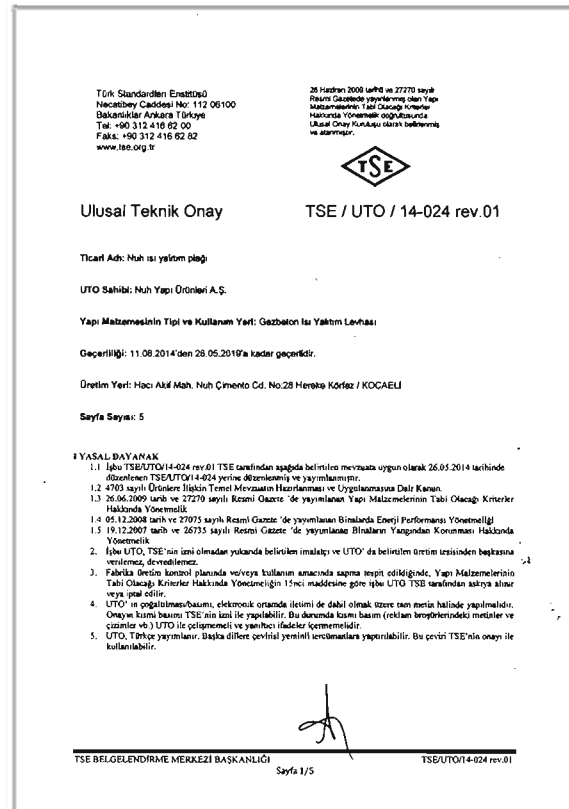 Türk Standardları Enstitüsü
Necatibey Caddesi No: 112 06100
Bakanlıklar Ankara Türkiye
Tel: +90 312 416 62 00
Faks: +90 312 416 62 82
www.tse.org.tr
26 Haziran 2009 tarihli ve 27270 sayılı
Resmi Gazetede yayınlanmış olan Yapı
Malzemelerinin Tabi Olacağı Kriterler
Hakkında Yönetmelik doğrultusunda
Ulusal Onay Kuruluşu olarak belirlenmiş
ve atanmıştır.
TSE
Ulusal Teknik Onay
TSE / UTO / 14-024 rev.01
Ticari Adı: Nuh ısı yalıtım plağı
UTO Sahibi: Nuh Yapı Ürünleri A.Ş.
Yapı Malzemesinin Tipi ve Kullanım Yeri: Gazbeton Isı Yalıtım Levhası
Geçerliliği: 11.08.2014'den 26.05.2019'a kadar geçerlidir.
Üretim Yeri: Hacı Akif Mah. Nuh Çimento Cd. No:28 Hereke Körfez / KOCAELİ
Sayfa Sayısı: 5
1 YASAL DAYANAK
1.1 İşbu TSE/UTO/14-024 rev.01 TSE tarafından aşağıda belirtilen mevzuata uygun olarak 26.05.2014 tarihinde
düzenlenen TSE/UTO/14-024 yerine düzenlenmiş ve yayımlanmıştır.
1.2 4703 sayılı Ürünlere İlişkin Temel Mevzuatın Hazırlanması ve Uygulanmasına Dair Kanun.
1.3 26.06.2009 tarih ve 27270 sayılı Resmi Gazete 'de yayımlanan Yapı Malzemelerinin Tabi Olacağı Kriterler
Hakkında Yönetmelik
1.4 05.12.2008 tarih ve 27075 sayılı Resmi Gazete 'de yayımlanan Binalarda Enerji Performansı Yönetmeliği
1.5 19.12.2007 tarih ve 26735 sayılı Resmi Gazete 'de yayımlanan Binaların Yangından Korunması Hakkında
Yönetmelik
2. İşbu UTO, TSE'nin izni olmadan yukarıda belirtilen imalatçı ve UTO' da belirtilen üretim tesisinden başkasına
verilemez, devredilemez.
3. Fabrika üretim kontrol planında ve/veya kullanım amacında sapma tespit edildiğinde, Yapı Malzemelerinin
Tabi Olacağı Kriterler Hakkında Yönetmeliğin 15nci maddesine göre işbu UTO TSE tarafından askıya alınır
veya iptal edilir.
4. UTO' ın çoğaltılması/basımı, elektronik ortamda iletimi de dahil olmak üzere tam metin halinde yapılmalıdır.
Onayın kısmi basımı TSE'nin izni ile yapılabilir. Bu durumda kısmı basım (reklam broşürlerindeki metinler ve
çizimler vb.) UTO ile çelişmemeli ve yanıltıcı ifadeler içermemelidir.
5. UTO, Türkçe yayımlanır. Başka dillere çevirisi yeminli tercümanlara yaptırılabilir. Bu çeviri TSE'nin onayı ile
kullanılabilir.
TSE BELGELENDİRME MERKEZİ BAŞKANLIĞI
TSE/UTO/14-024 rev.01
Sayfa 1/5